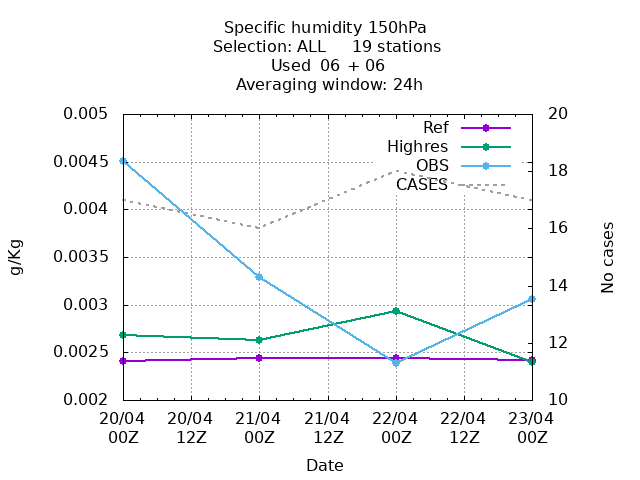 Specific humidity 150hPa
Selection: ALL 19 stations
Used 06 + 06
Averaging window: 24h
0.005
0.0045
0.004
0.0035
0.003
0.0025
0.002
g/Kg
Ref
Highres
OBS
CASES
20
18
16
14
12
10
No cases
20/04 20/04 21/04 21/04 22/04 22/04 23/04
00Z 12Z 00Z 12Z 00Z 12Z 00Z
Date